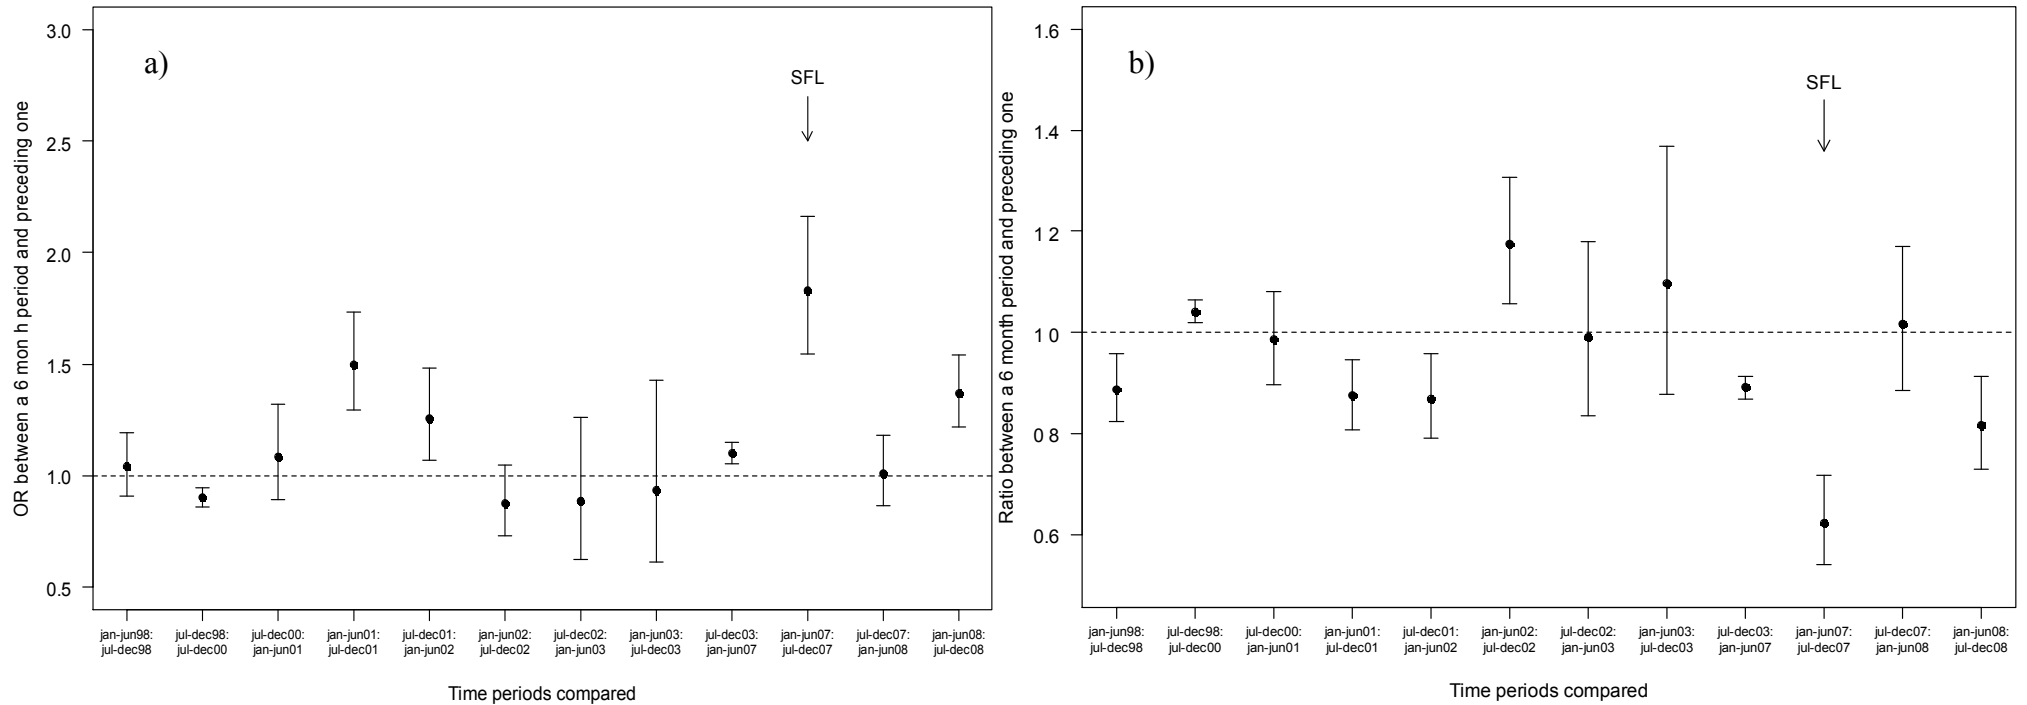 a)
SFL
OR between a 6 mon h period and preceding one
3.0
2.5
2.0
1.5
1.0
0.5
jan-jun98: jul-dec98: jul-dec00: jan-jun01: jul-dec01: jan-jun02: jul-dec02: jan-jun03: jul-dec03: jan-jun07: jul-dec07: jan-jun08:
jul-dec98 jul-dec00 jan-jun01 jul-dec01 jan-jun02 jul-dec02 jan-jun03 jul-dec03 jan-jun07 jul-dec07 jan-jun08 jul-dec08
Time periods compared
b)
SFL
Ratio between a 6 month period and preceding one
1.6
1.4
1 2
1.0
0.8
0.6
jan-jun98: jul-dec98: jul-dec00: jan-jun01: jul-dec01: jan-jun02: jul-dec02: jan-jun03: jul-dec03: jan-jun07: jul-dec07: jan-jun08:
jul-dec98 jul-dec00 jan-jun01 jul-dec01 jan-jun02 jul-dec02 jan-jun03 jul-dec03 jan-jun07 jul-dec07 jan-jun08 jul-dec08
Time periods compared